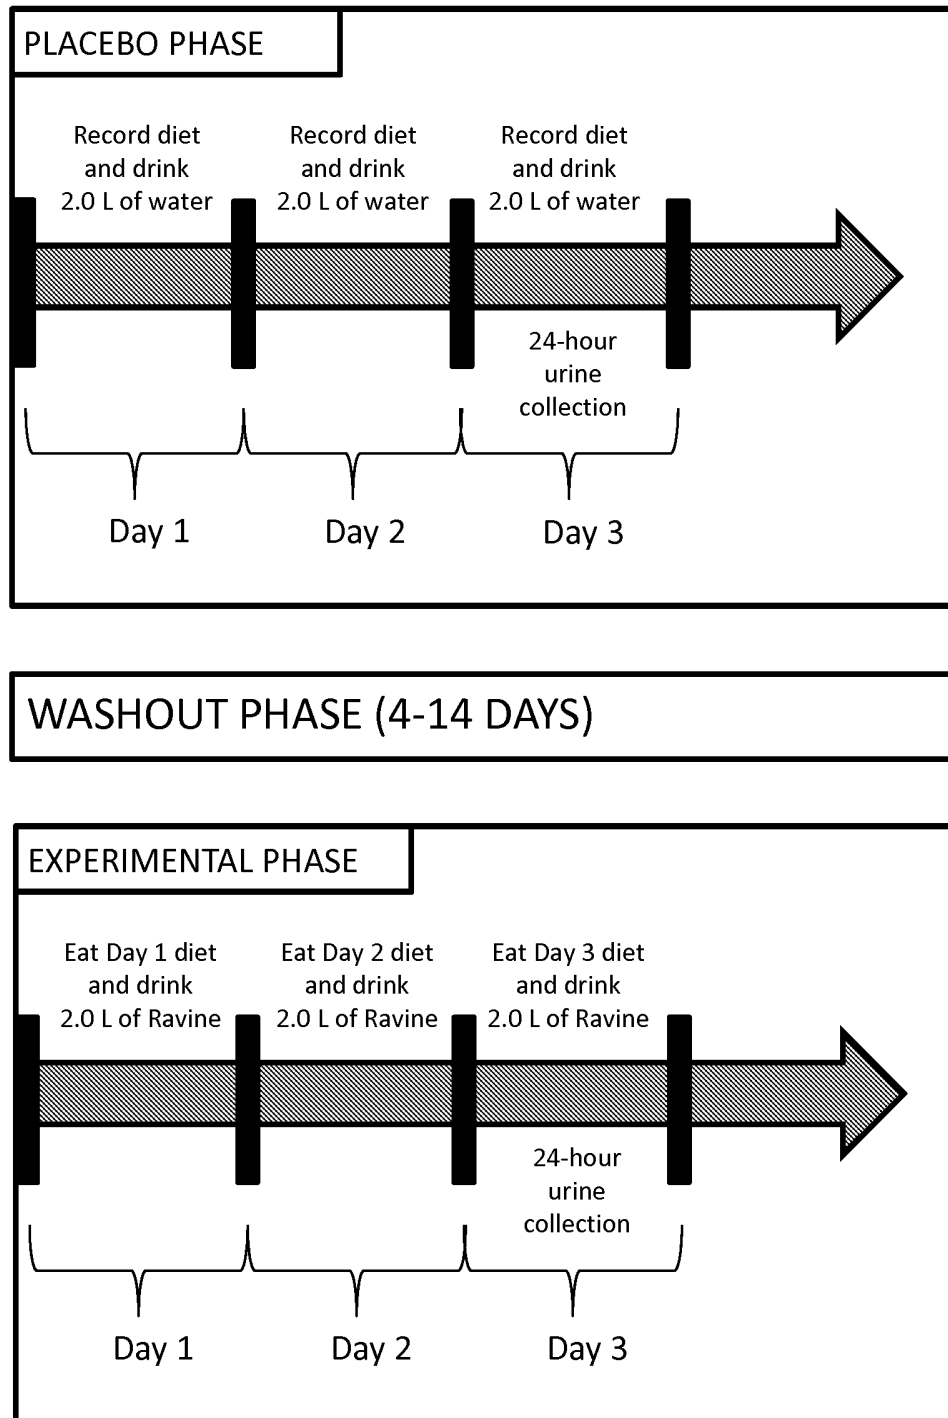 PLACEBO PHASE
Record diet
and drink
2.0 L of water
Record diet
and drink
2.0 L of water
Record diet
and drink
2.0 L of water
24-hour
urine
collection
Day 1
Day 2
Day 3
WASHOUT PHASE (4-14 DAYS)
EXPERIMENTAL PHASE
Eat Day 1 diet
and drink
2.0 L of Ravine
Eat Day 2 diet
and drink
2.0 L of Ravine
Eat Day 3 diet
and drink
2.0 L of Ravine
24-hour
urine
collection
Day 1
Day 2
Day 3